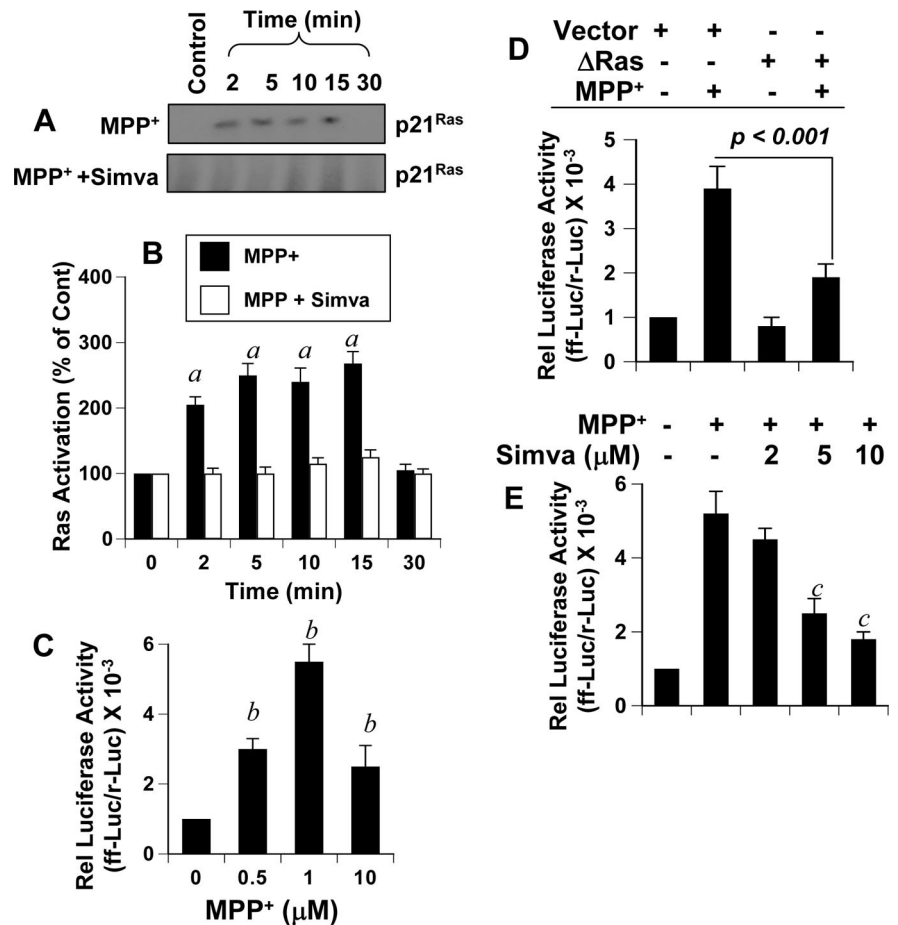 A
Control
Time (min)
2 5 10 15 30
MPP⁺ p21ᴿᵃˢ
MPP⁺ +Simva p21ᴿᵃˢ
B
MPP+
MPP + Simva
Ras Activation (% of Cont)
400
300
200
100
0
a a a a
0 2 5 10 15 30
Time (min)
C
Rel Luciferase Activity
(ff-Luc/r-Luc) X 10⁻³
6
4
2
0
b b b
0 0.5 1 10
MPP⁺ (μM)
D
Vector + + - -
ΔRas - - + +
MPP⁺ - + - +
p < 0.001
Rel Luciferase Activity
(ff-Luc/r-Luc) X 10⁻³
5
4
3
2
1
0
E
MPP⁺ - + + + +
Simva (μM) - - 2 5 10
Rel Luciferase Activity
(ff-Luc/r-Luc) X 10⁻³
6
4
2
0
c c